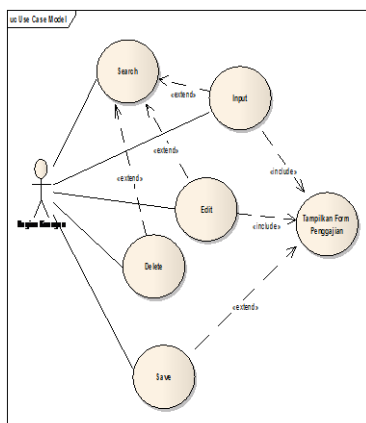 uc Use Case Model
Search
«extend»
Input
«extend»
«extend»
«include»
Edit
«include»
Tampilkan Form
Penggajian
Delete
«extend»
Save